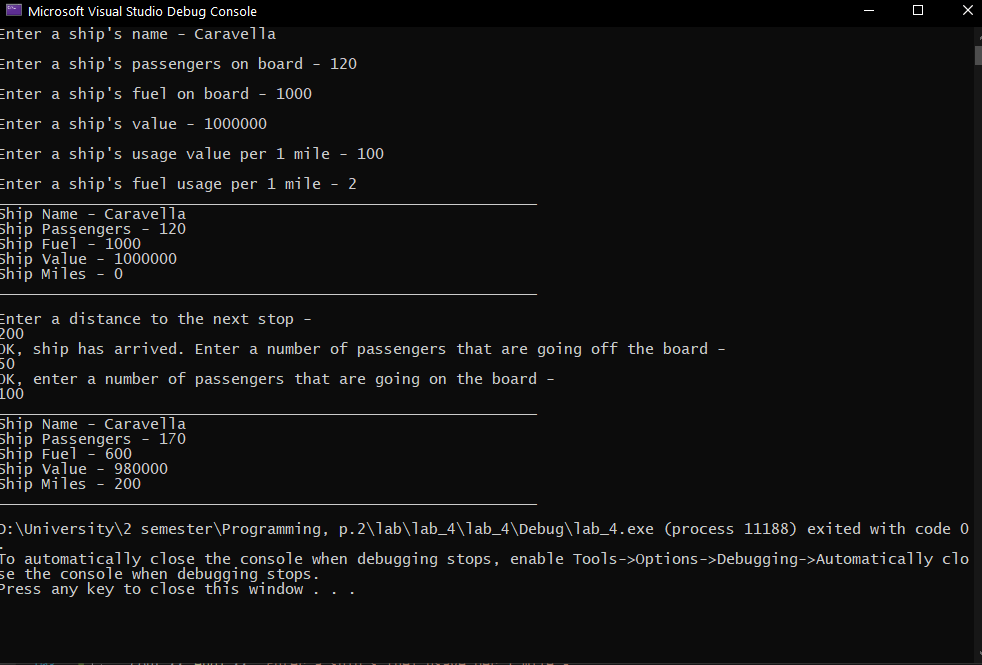 Microsoft Visual Studio Debug Console
Enter a ship's name - Caravella
Enter a ship's passengers on board - 120
Enter a ship's fuel on board - 1000
Enter a ship's value - 1000000
Enter a ship's usage value per 1 mile - 100
Enter a ship's fuel usage per 1 mile - 2
Ship Name - Caravella
Ship Passengers - 120
Ship Fuel - 1000
Ship Value - 1000000
Ship Miles - 0
Enter a distance to the next stop -
200
OK, ship has arrived. Enter a number of passengers that are going off the board -
50
OK, enter a number of passengers that are going on the board -
100
Ship Name - Caravella
Ship Passengers - 170
Ship Fuel - 600
Ship Value - 980000
Ship Miles - 200
D:\University\2 semester\Programming, p.2\lab\lab_4\lab_4\Debug\lab_4.exe (process 11188) exited with code 0
.
To automatically close the console when debugging stops, enable Tools->Options->Debugging->Automatically clo
se the console when debugging stops.
Press any key to close this window . . .